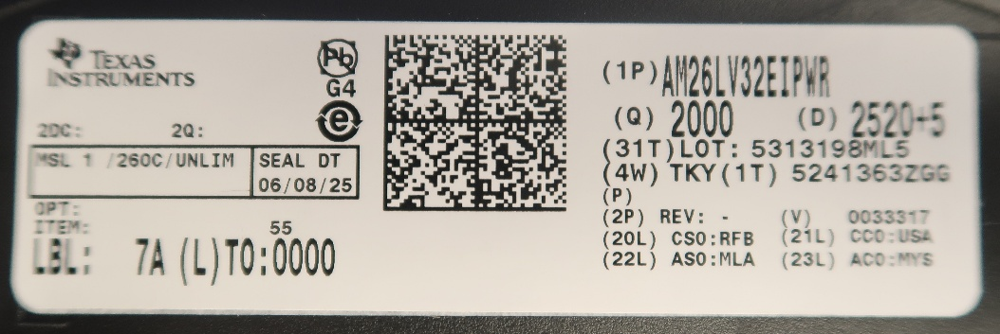 TEXAS
INSTRUMENTS
Pb
G4
e
2DC: 2Q:
MSL 1 /260C/UNLIM
SEAL DT
06/08/25
OPT:
ITEM: 55
LBL: 7A (L)TO:0000
(1P) AM26LV32EIPWR
(Q) 2000 (D) 2520+5
(31T)LOT: 5313198ML5
(4W) TKY(1T) 5241363ZGG
(P)
(2P) REV: - (V) 0033317
(20L) CSO:RFB (21L) CCO:USA
(22L) ASO:MLA (23L) ACO:MYS